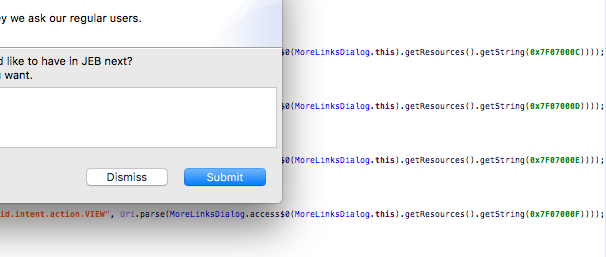 y we ask our regular users.
d like to have in JEB next?
want.
$0(MoreLinksDialog.this).getResources().getString(0x7F07000C))));
$0(MoreLinksDialog.this).getResources().getString(0x7F07000D))));
$0(MoreLinksDialog.this).getResources().getString(0x7F07000E))));
Dismiss
Submit
id.intent.action.VIEW", Uri.parse(MoreLinksDialog.access$0(MoreLinksDialog.this).getResources().getString(0x7F07000F))));